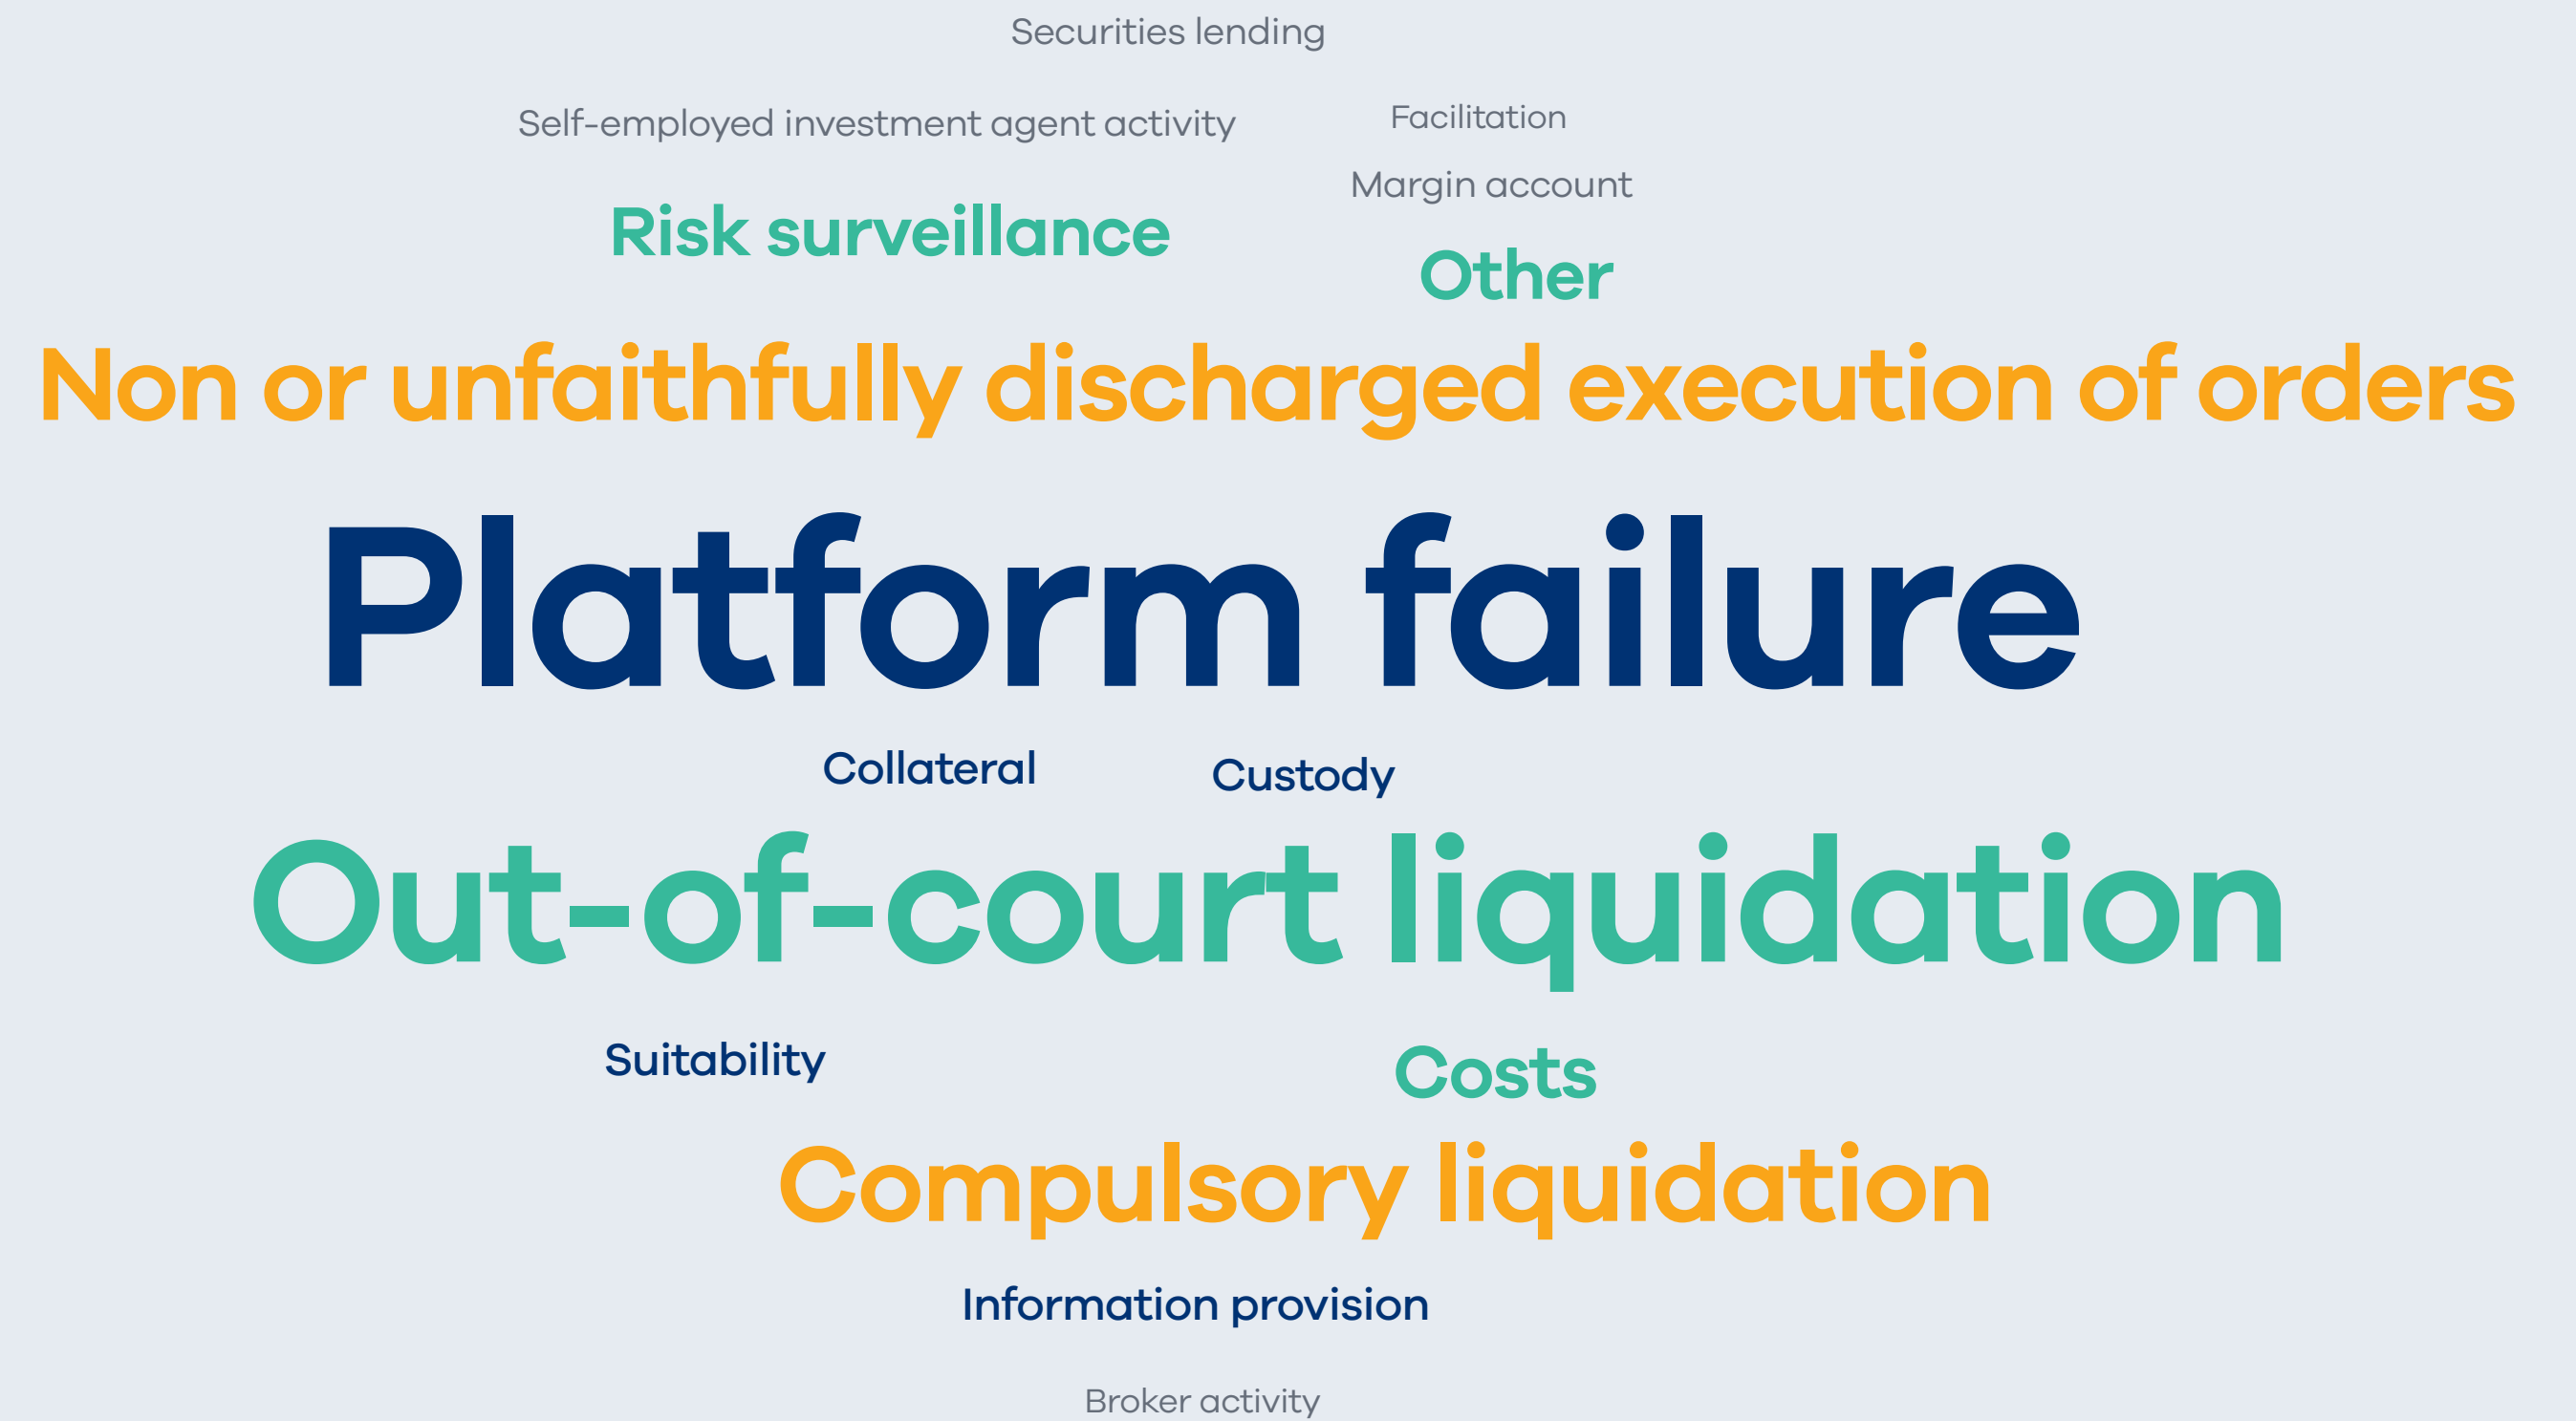 Securities lending
Self-employed investment agent activity
Facilitation
Margin account
Risk surveillance
Other
Non or unfaithfully discharged execution of orders
Platform failure
Collateral
Custody
Out-of-court liquidation
Suitability
Costs
Compulsory liquidation
Information provision
Broker activity